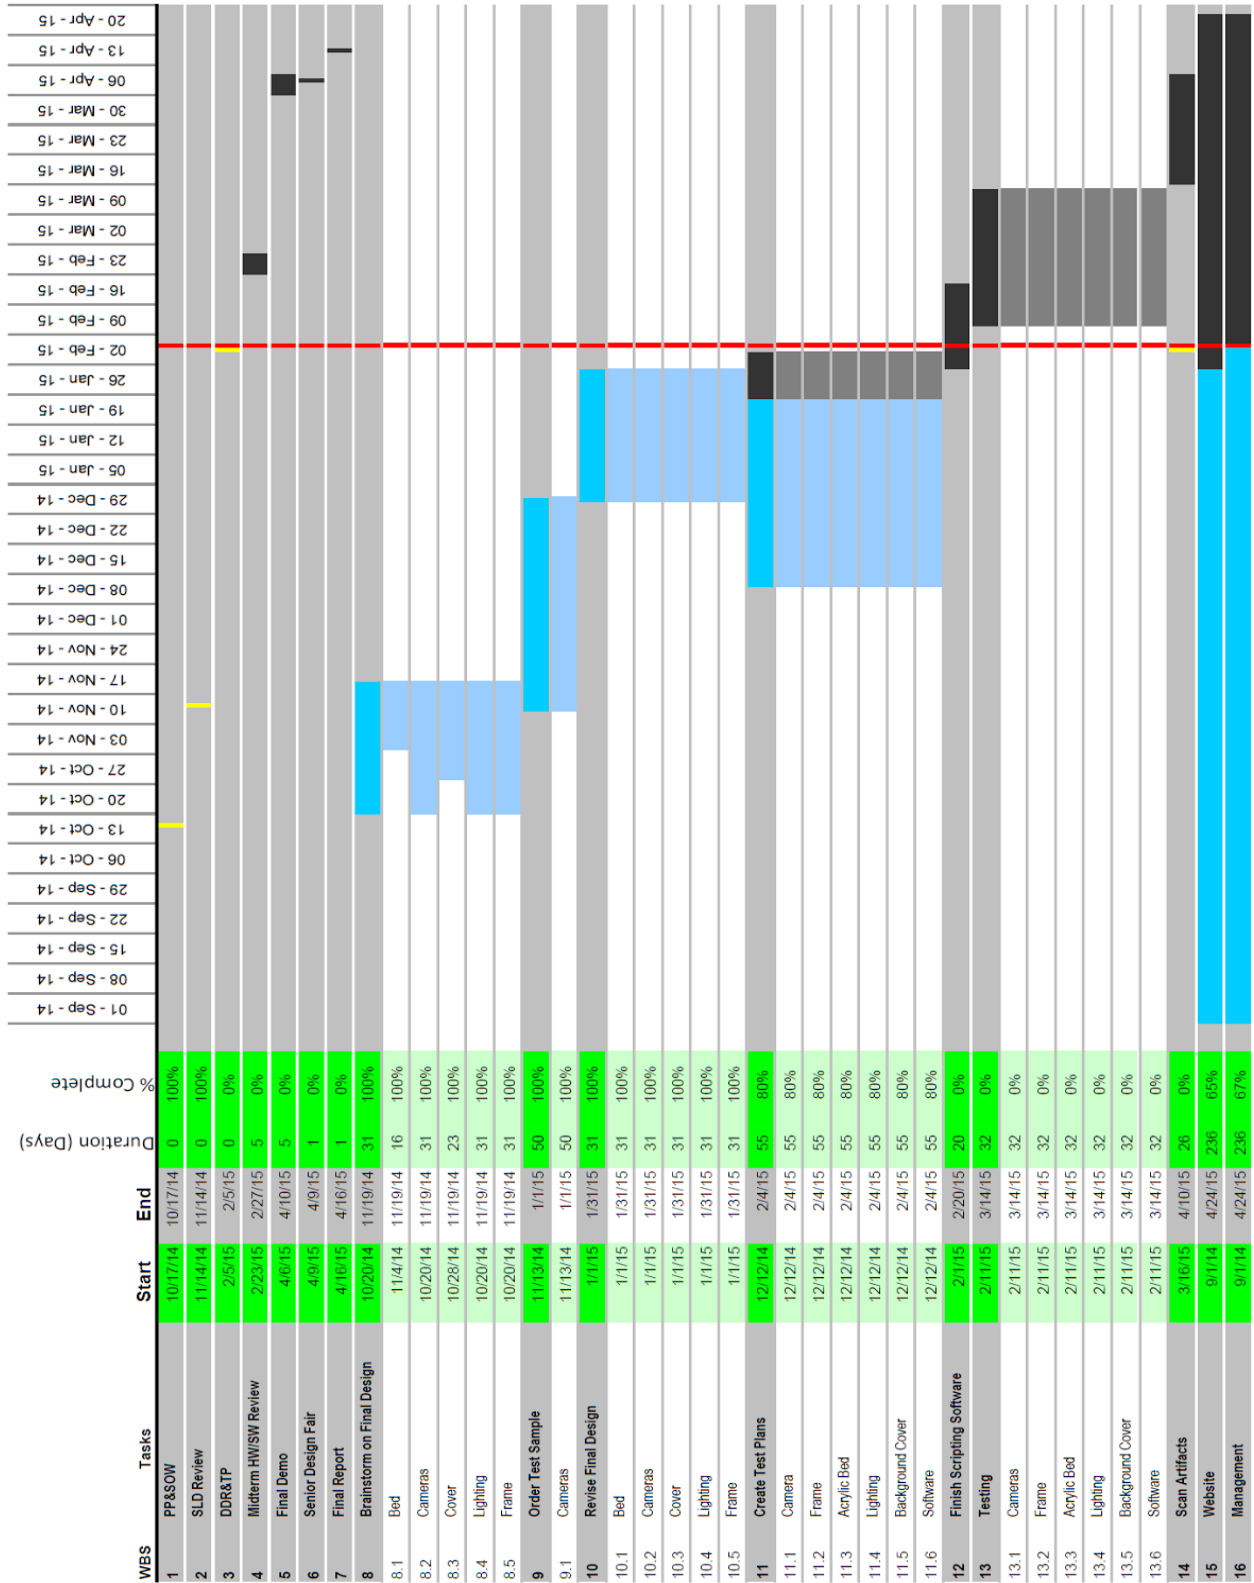 WBS Tasks Start End Duration (Days) % Complete 01 - Sep - 14 08 - Sep - 14 15 - Sep - 14 22 - Sep - 14 29 - Sep - 14 06 - Oct - 14 13 - Oct - 14 20 - Oct - 14 27 - Oct - 14 03 - Nov - 14 10 - Nov - 14 17 - Nov - 14 24 - Nov - 14 01 - Dec - 14 08 - Dec - 14 15 - Dec - 14 22 - Dec - 14 29 - Dec - 14 05 - Jan - 15 12 - Jan - 15 19 - Jan - 15 26 - Jan - 15 02 - Feb - 15 09 - Feb - 15 16 - Feb - 15 23 - Feb - 15 02 - Mar - 15 09 - Mar - 15 16 - Mar - 15 23 - Mar - 15 30 - Mar - 15 06 - Apr - 15 13 - Apr - 15 20 - Apr - 15
1 PP&SOW 10/17/14 10/17/14 0 100%
2 SLD Review 11/14/14 11/14/14 0 100%
3 DDR&TP 2/5/15 2/5/15 0 0%
4 Midterm HW/SW Review 2/23/15 2/27/15 5 0%
5 Final Demo 4/6/15 4/10/15 5 0%
6 Senior Design Fair 4/9/15 4/9/15 1 0%
7 Final Report 4/16/15 4/16/15 1 0%
8 Brainstorm on Final Design 10/20/14 11/19/14 31 100%
8.1 Bed 11/4/14 11/19/14 16 100%
8.2 Cameras 10/20/14 11/19/14 31 100%
8.3 Cover 10/28/14 11/19/14 23 100%
8.4 Lighting 10/20/14 11/19/14 31 100%
8.5 Frame 10/20/14 11/19/14 31 100%
9 Order Test Sample 11/13/14 1/1/15 50 100%
9.1 Cameras 11/13/14 1/1/15 50 100%
10 Revise Final Design 1/1/15 1/31/15 31 100%
10.1 Bed 1/1/15 1/31/15 31 100%
10.2 Cameras 1/1/15 1/31/15 31 100%
10.3 Cover 1/1/15 1/31/15 31 100%
10.4 Lighting 1/1/15 1/31/15 31 100%
10.5 Frame 1/1/15 1/31/15 31 100%
11 Create Test Plans 12/12/14 2/4/15 55 80%
11.1 Camera 12/12/14 2/4/15 55 80%
11.2 Frame 12/12/14 2/4/15 55 80%
11.3 Acrylic Bed 12/12/14 2/4/15 55 80%
11.4 Lighting 12/12/14 2/4/15 55 80%
11.5 Background Cover 12/12/14 2/4/15 55 80%
11.6 Software 12/12/14 2/4/15 55 80%
12 Finish Scripting Software 2/1/15 2/20/15 20 0%
13 Testing 2/11/15 3/14/15 32 0%
13.1 Cameras 2/11/15 3/14/15 32 0%
13.2 Frame 2/11/15 3/14/15 32 0%
13.3 Acrylic Bed 2/11/15 3/14/15 32 0%
13.4 Lighting 2/11/15 3/14/15 32 0%
13.5 Background Cover 2/11/15 3/14/15 32 0%
13.6 Software 2/11/15 3/14/15 32 0%
14 Scan Artifacts 3/16/15 4/10/15 26 0%
15 Website 9/1/14 4/24/15 236 65%
16 Management 9/1/14 4/24/15 236 67%